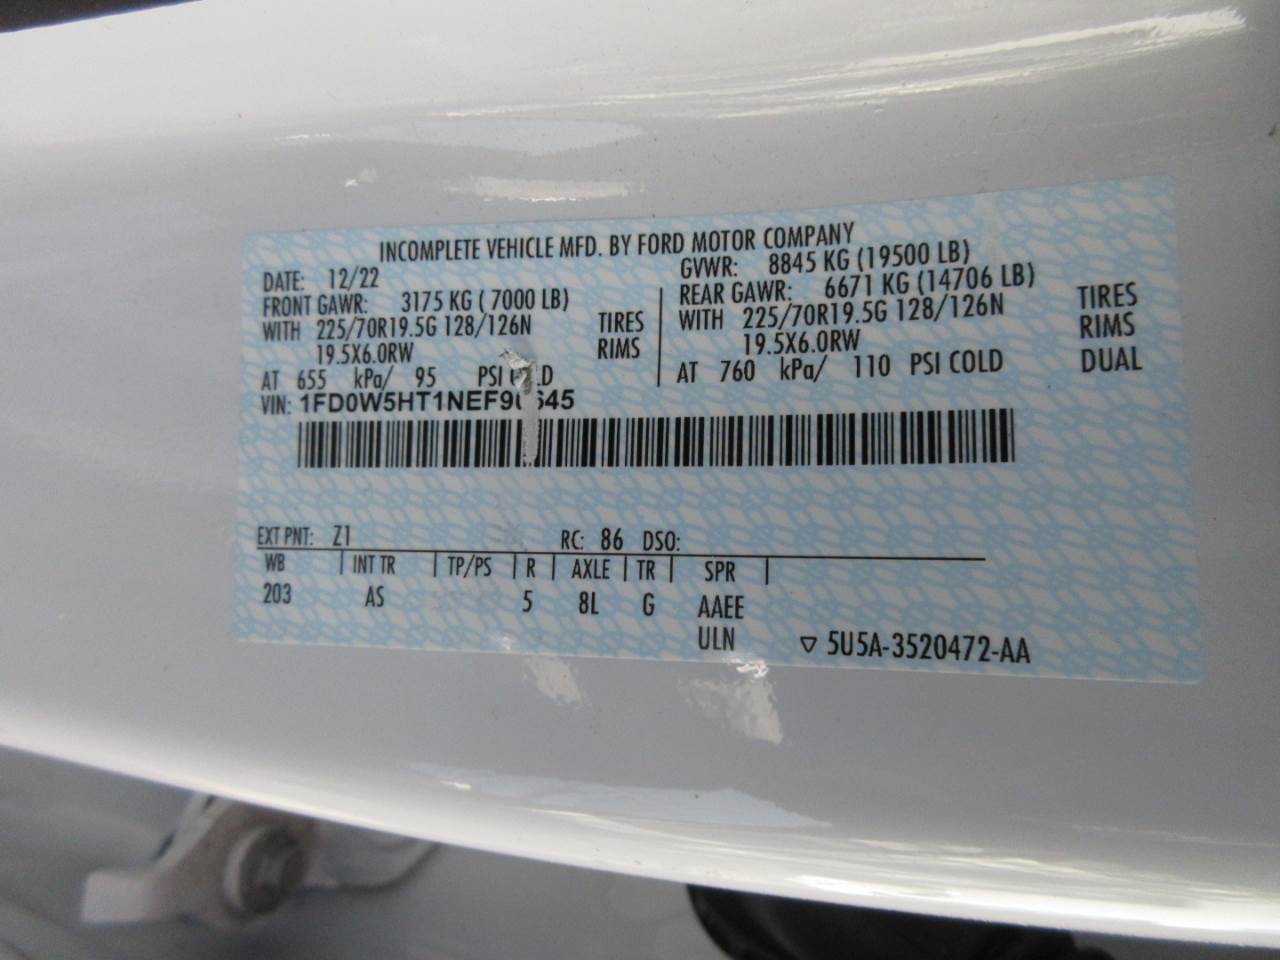 INCOMPLETE VEHICLE MFD. BY FORD MOTOR COMPANY
DATE: 12/22 GVWR: 8845 KG (19500 LB)
FRONT GAWR: 3175 KG ( 7000 LB) REAR GAWR: 6671 KG (14706 LB)
WITH 225/70R19.5G 128/126N TIRES WITH 225/70R19.5G 128/126N TIRES
19.5X6.0RW RIMS 19.5X6.0RW RIMS
AT 655 kPa/ 95 PSI AT 760 kPa/ 110 PSI COLD DUAL
VIN:
EXT PNT: Z1 RC: 86 DSO:
WB INT TR TP/PS R AXLE TR SPR
203 AS 5 8L G AAEE
ULN ▽ 5U5A-3520472-AA